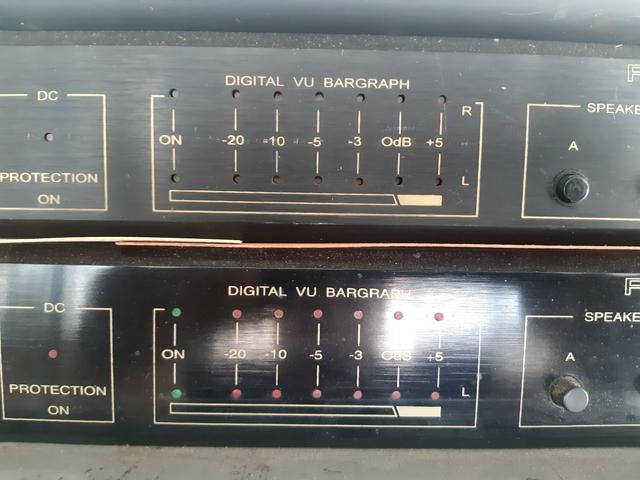 DIGITAL VU BARGRAPH
DC
R
SPEAKE
ON -20 -10 -5 -3 OdB +5
A
PROTECTION
ON
L
DIGITAL VU BARGRAPH
DC
SPEAKE
ON -20 -10 -5 -3 OdB +5
A
PROTECTION
ON
L